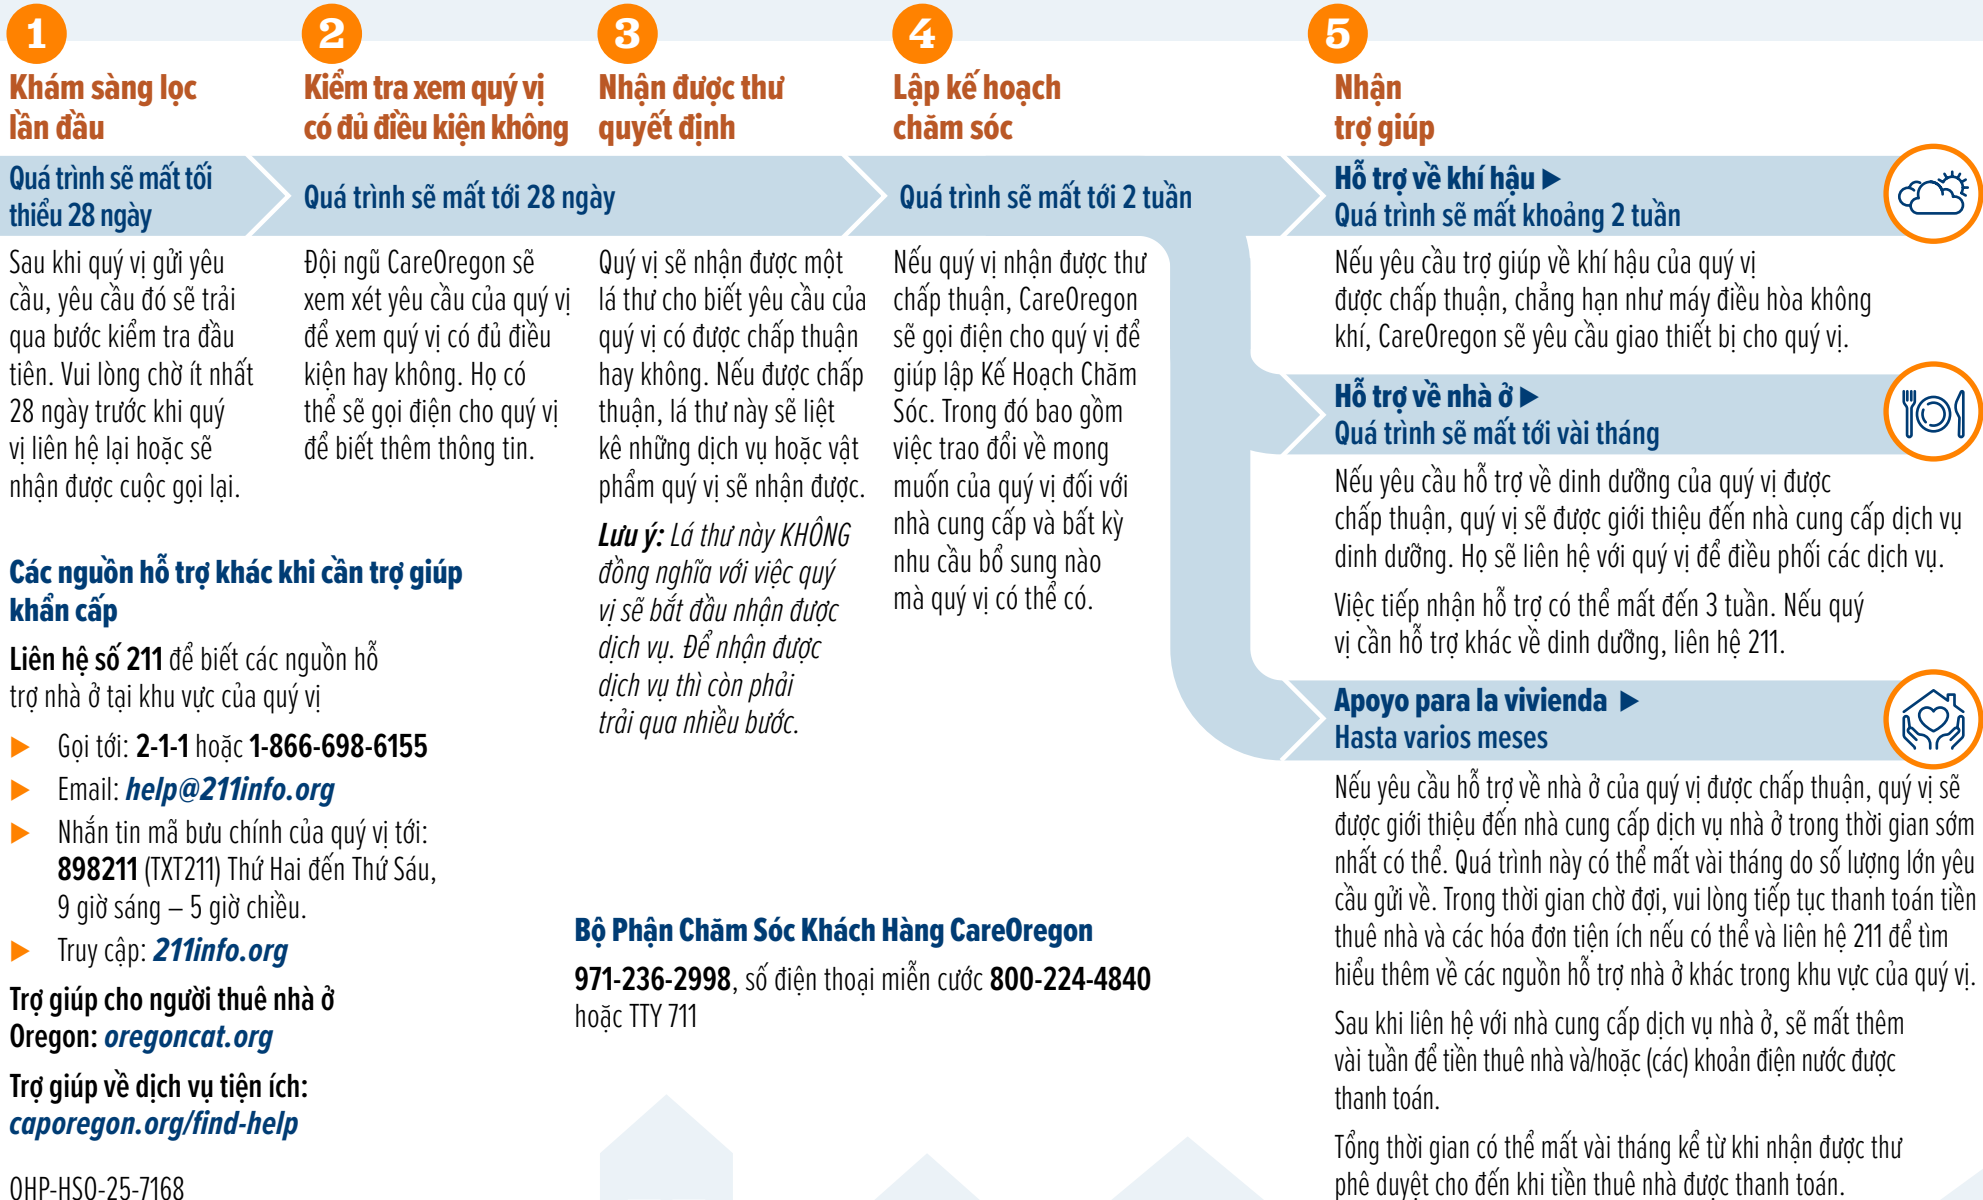 1
Khám sàng lọc
lần đầu
Quá trình sẽ mất tối
thiểu 28 ngày
Sau khi quý vị gửi yêu
cầu, yêu cầu đó sẽ trải
qua bước kiểm tra đầu
tiên. Vui lòng chờ ít nhất
28 ngày trước khi quý
vị liên hệ lại hoặc sẽ
nhận được cuộc gọi lại.
2
Kiểm tra xem quý vị
có đủ điều kiện không
Quá trình sẽ mất tới 28 ngày
Đội ngũ CareOregon sẽ
xem xét yêu cầu của quý vị
để xem quý vị có đủ điều
kiện hay không. Họ có
thể sẽ gọi điện cho quý vị
để biết thêm thông tin.
3
Nhận được thư
quyết định
Quý vị sẽ nhận được một
lá thư cho biết yêu cầu của
quý vị có được chấp thuận
hay không. Nếu được chấp
thuận, lá thư này sẽ liệt
kê những dịch vụ hoặc vật
phẩm quý vị sẽ nhận được.
Lưu ý: Lá thư này KHÔNG
đồng nghĩa với việc quý
vị sẽ bắt đầu nhận được
dịch vụ. Để nhận được
dịch vụ thì còn phải
trải qua nhiều bước.
4
Lập kế hoạch
chăm sóc
Quá trình sẽ mất tới 2 tuần
Nếu quý vị nhận được thư
chấp thuận, CareOregon
sẽ gọi điện cho quý vị để
giúp lập Kế Hoạch Chăm
Sóc. Trong đó bao gồm
việc trao đổi về mong
muốn của quý vị đối với
nhà cung cấp và bất kỳ
nhu cầu bổ sung nào
mà quý vị có thể có.
5
Nhận
trợ giúp
Hỗ trợ về khí hậu ▶
Quá trình sẽ mất khoảng 2 tuần
Nếu yêu cầu trợ giúp về khí hậu của quý vị
được chấp thuận, chẳng hạn như máy điều hòa không
khí, CareOregon sẽ yêu cầu giao thiết bị cho quý vị.
Hỗ trợ về nhà ở ▶
Quá trình sẽ mất tới vài tháng
Nếu yêu cầu hỗ trợ về dinh dưỡng của quý vị được
chấp thuận, quý vị sẽ được giới thiệu đến nhà cung cấp dịch vụ
dinh dưỡng. Họ sẽ liên hệ với quý vị để điều phối các dịch vụ.
Việc tiếp nhận hỗ trợ có thể mất đến 3 tuần. Nếu quý
vị cần hỗ trợ khác về dinh dưỡng, liên hệ 211.
Apoyo para la vivienda ▶
Hasta varios meses
Nếu yêu cầu hỗ trợ về nhà ở của quý vị được chấp thuận, quý vị sẽ
được giới thiệu đến nhà cung cấp dịch vụ nhà ở trong thời gian sớm
nhất có thể. Quá trình này có thể mất vài tháng do số lượng lớn yêu
cầu gửi về. Trong thời gian chờ đợi, vui lòng tiếp tục thanh toán tiền
thuê nhà và các hóa đơn tiện ích nếu có thể và liên hệ 211 để tìm
hiểu thêm về các nguồn hỗ trợ nhà ở khác trong khu vực của quý vị.
Sau khi liên hệ với nhà cung cấp dịch vụ nhà ở, sẽ mất thêm
vài tuần để tiền thuê nhà và/hoặc (các) khoản điện nước được
thanh toán.
Tổng thời gian có thể mất vài tháng kể từ khi nhận được thư
phê duyệt cho đến khi tiền thuê nhà được thanh toán.
Các nguồn hỗ trợ khác khi cần trợ giúp
khẩn cấp
Liên hệ số 211 để biết các nguồn hỗ
trợ nhà ở tại khu vực của quý vị
▶ Gọi tới: 2-1-1 hoặc 1-866-698-6155
▶ Email: help@211info.org
▶ Nhắn tin mã bưu chính của quý vị tới:
898211 (TXT211) Thứ Hai đến Thứ Sáu,
9 giờ sáng – 5 giờ chiều.
▶ Truy cập: 211info.org
Trợ giúp cho người thuê nhà ở
Oregon: oregoncat.org
Trợ giúp về dịch vụ tiện ích:
caporegon.org/find-help
OHP-HSO-25-7168
Bộ Phận Chăm Sóc Khách Hàng CareOregon
971-236-2998, số điện thoại miễn cước 800-224-4840
hoặc TTY 711